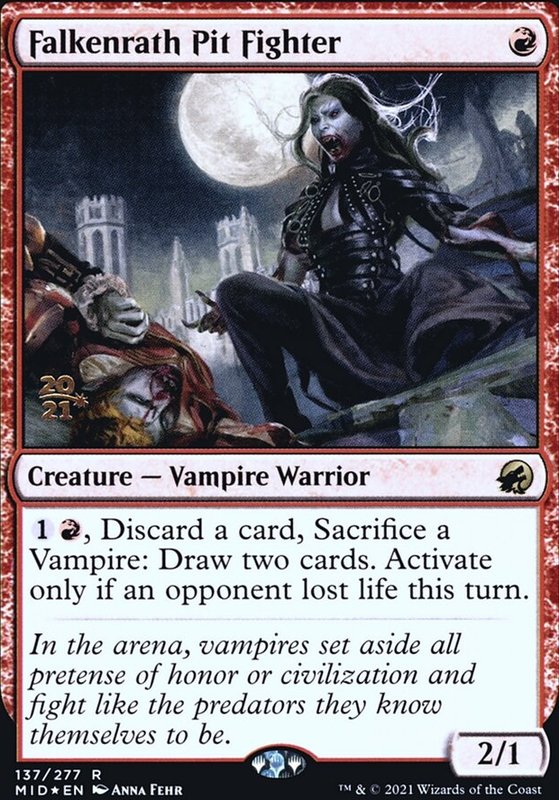 Falkenrath Pit Fighter
20
21
Creature — Vampire Warrior
1 R, Discard a card, Sacrifice a
Vampire: Draw two cards. Activate
only if an opponent lost life this turn.
In the arena, vampires set aside all
pretense of honor or civilization and
fight like the predators they know
themselves to be.
2/1
137/277 R
MID★EN Anna Fehr
™ & © 2021 Wizards of the Coast